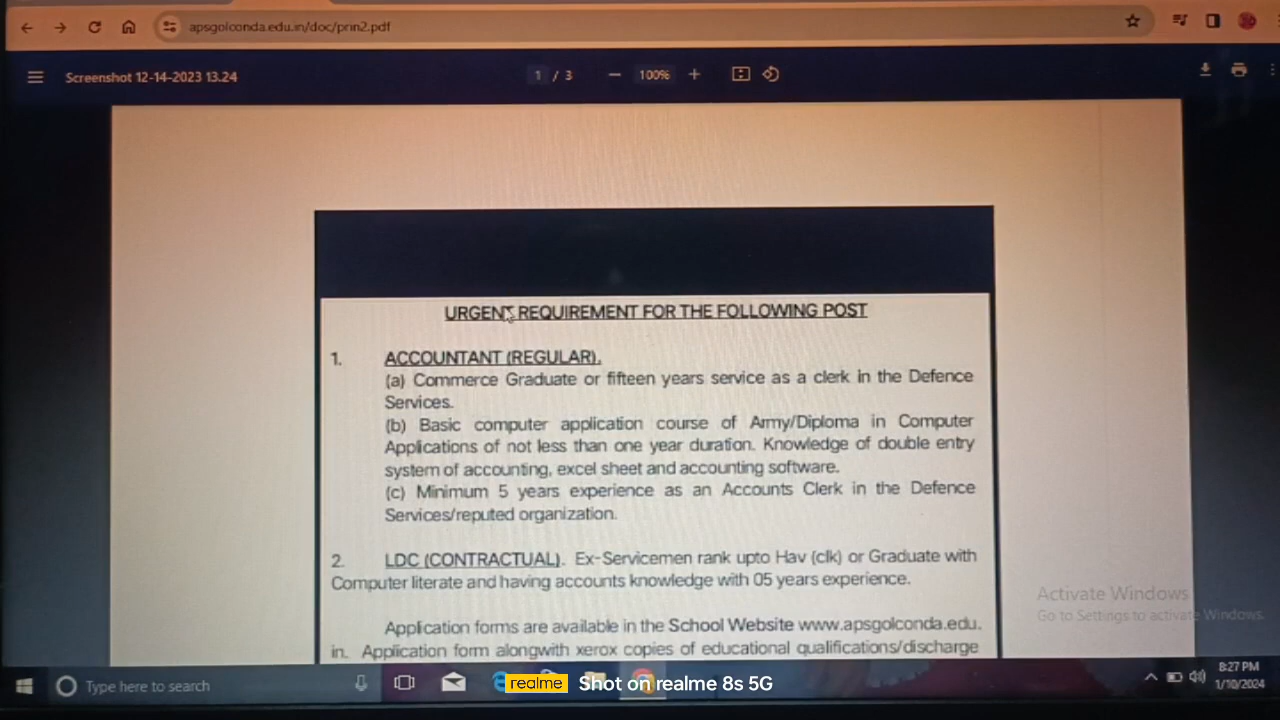 apsgolconda.edu.in/doc/prin2.pdf
Screenshot 12-14-2023 13.24
1 / 3
100%
URGENT REQUIREMENT FOR THE FOLLOWING POST
1. ACCOUNTANT (REGULAR).
(a) Commerce Graduate or fifteen years service as a clerk in the Defence
Services.
(b) Basic computer application course of Army/Diploma in Computer
Applications of not less than one year duration. Knowledge of double entry
system of accounting, excel sheet and accounting software.
(c) Minimum 5 years experience as an Accounts Clerk in the Defence
Services/reputed organization.
2. LDC (CONTRACTUAL). Ex-Servicemen rank upto Hav (clk) or Graduate with
Computer literate and having accounts knowledge with 05 years experience.
Application forms are available in the School Website www.apsgolconda.edu.
in. Application form alongwith xerox copies of educational qualifications/discharge
Activate Windows
Go to Settings to activate Windows.
Type here to search
realme Shot on realme 8s 5G
8:27 PM
1/10/2024